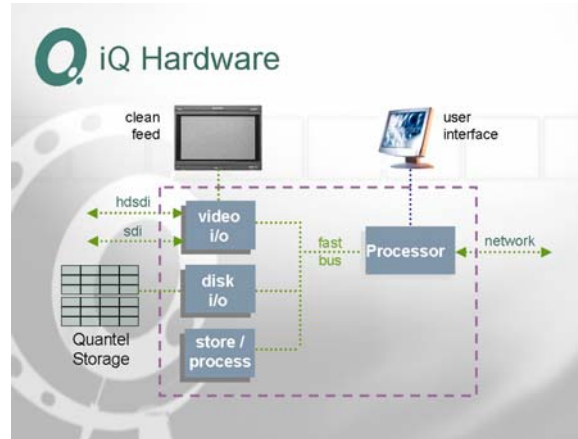 iQ Hardware
clean
feed
user
interface
hdsdi
sdi
video
i/o
fast
bus
Processor
network
disk
i/o
Quantel
Storage
store /
process